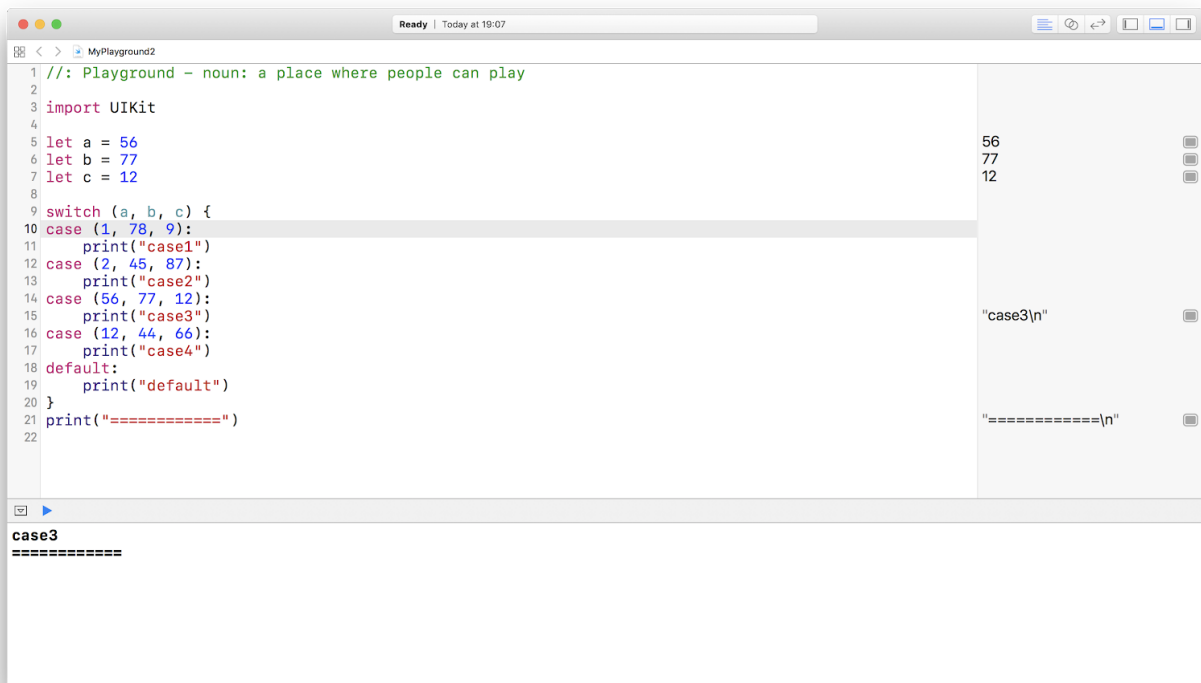 Ready | Today at 19:07
MyPlayground2
1 //: Playground – noun: a place where people can play
2
3 import UIKit
4
5 let a = 56 56
6 let b = 77 77
7 let c = 12 12
8
9 switch (a, b, c) {
10 case (1, 78, 9):
11     print("case1")
12 case (2, 45, 87):
13     print("case2")
14 case (56, 77, 12):
15     print("case3") "case3\n"
16 case (12, 44, 66):
17     print("case4")
18 default:
19     print("default")
20 }
21 print("============") "============\n"
22
case3
============